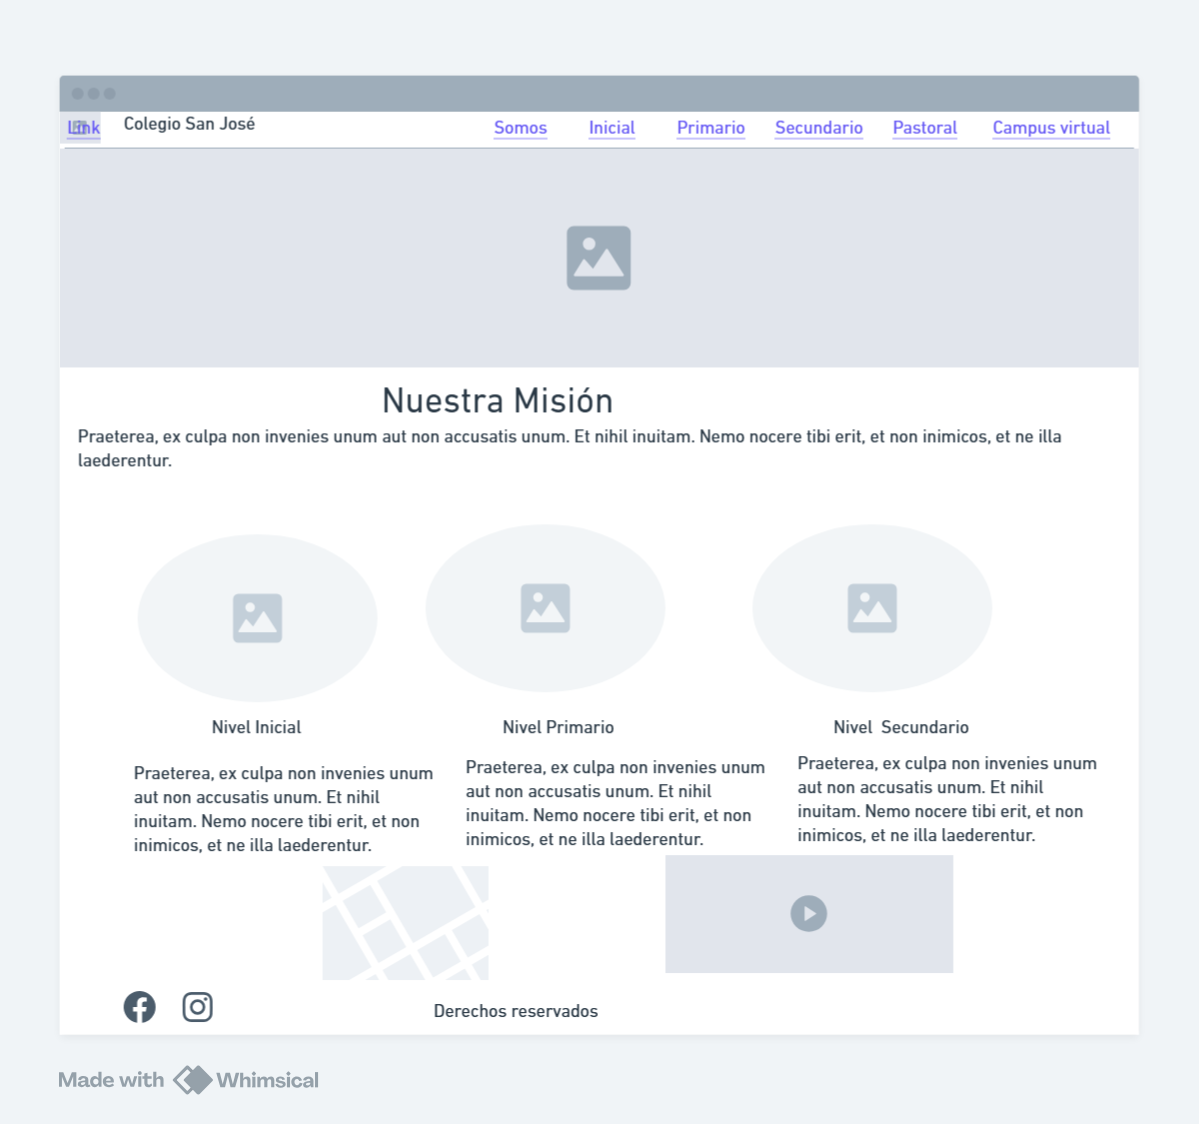 Link Colegio San José Somos Inicial Primario Secundario Pastoral Campus virtual
Nuestra Misión
Praeterea, ex culpa non invenies unum aut non accusatis unum. Et nihil inuitam. Nemo nocere tibi erit, et non inimicos, et ne illa
laederentur.
Nivel Inicial
Praeterea, ex culpa non invenies unum
aut non accusatis unum. Et nihil
inuitam. Nemo nocere tibi erit, et non
inimicos, et ne illa laederentur.
Nivel Primario
Praeterea, ex culpa non invenies unum
aut non accusatis unum. Et nihil
inuitam. Nemo nocere tibi erit, et non
inimicos, et ne illa laederentur.
Nivel Secundario
Praeterea, ex culpa non invenies unum
aut non accusatis unum. Et nihil
inuitam. Nemo nocere tibi erit, et non
inimicos, et ne illa laederentur.
Derechos reservados
Made with Whimsical